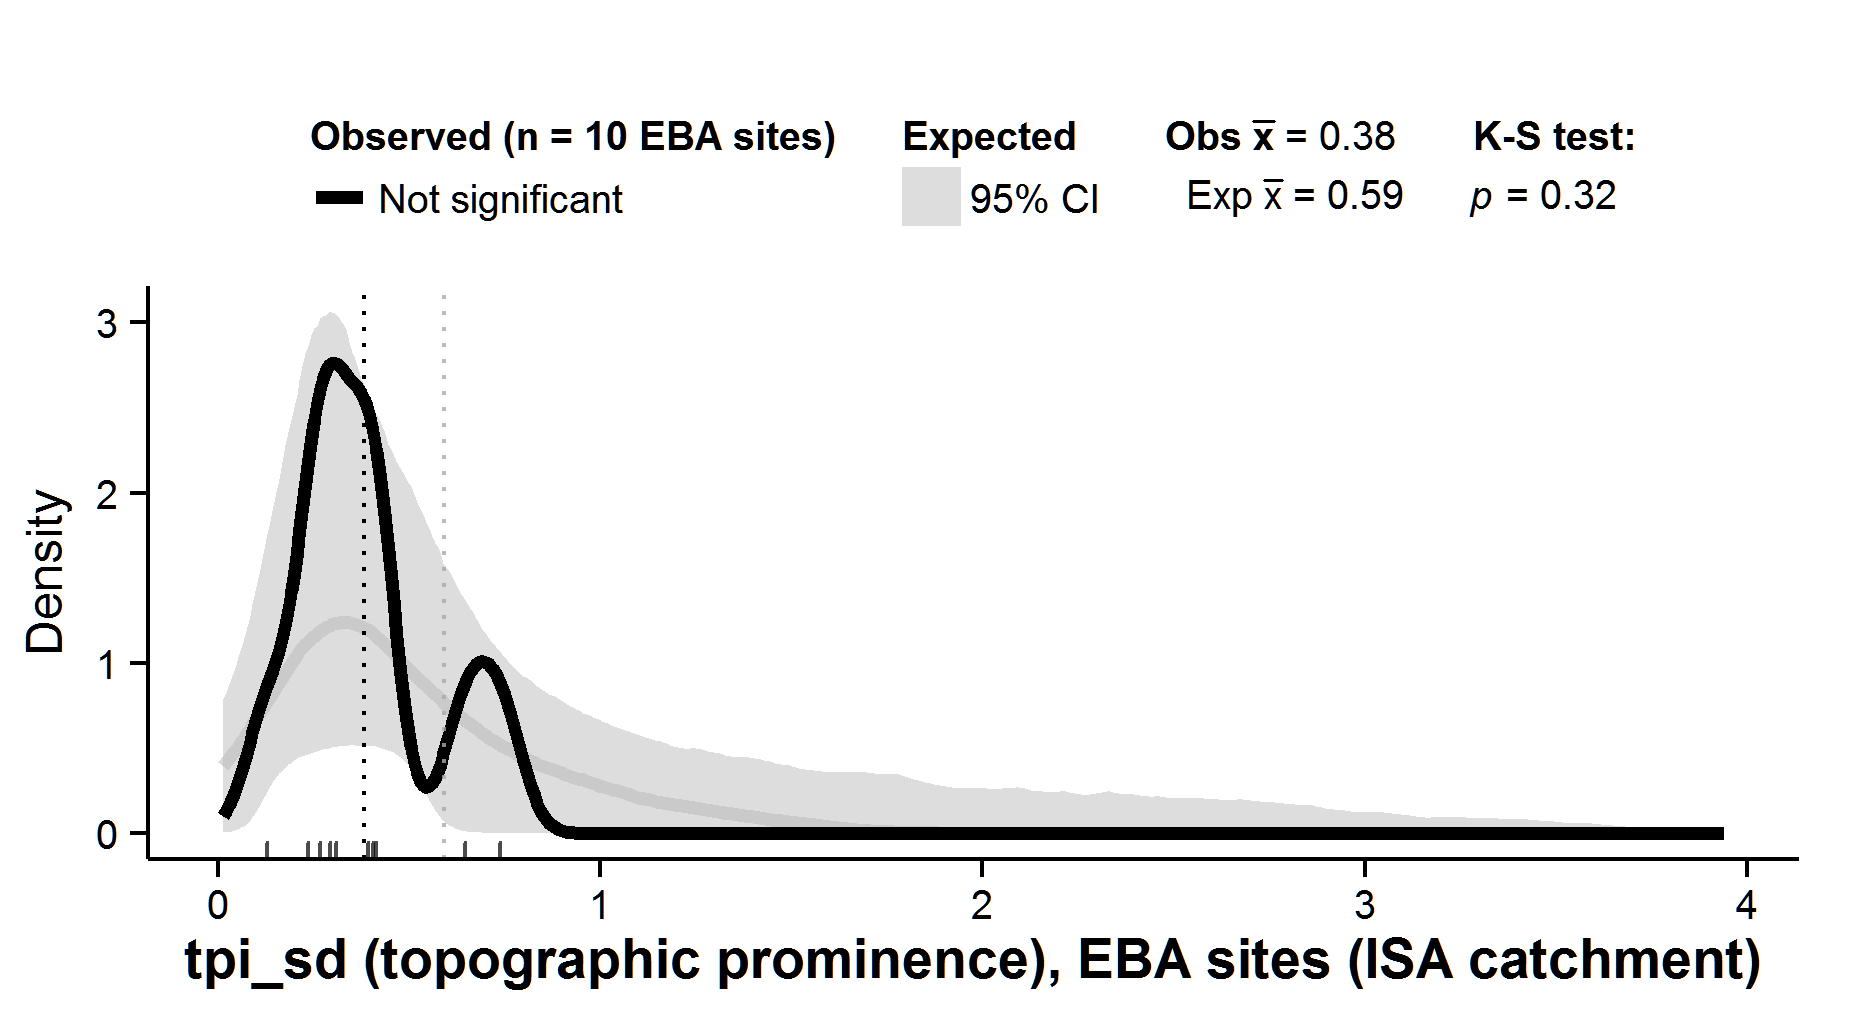 Observed (n = 10 EBA sites) Expected Obs x̅ = 0.38 K-S test:
Not significant 95% CI Exp x̅ = 0.59 p = 0.32
3
2
1
0
Density
0 1 2 3 4
tpi_sd (topographic prominence), EBA sites (ISA catchment)